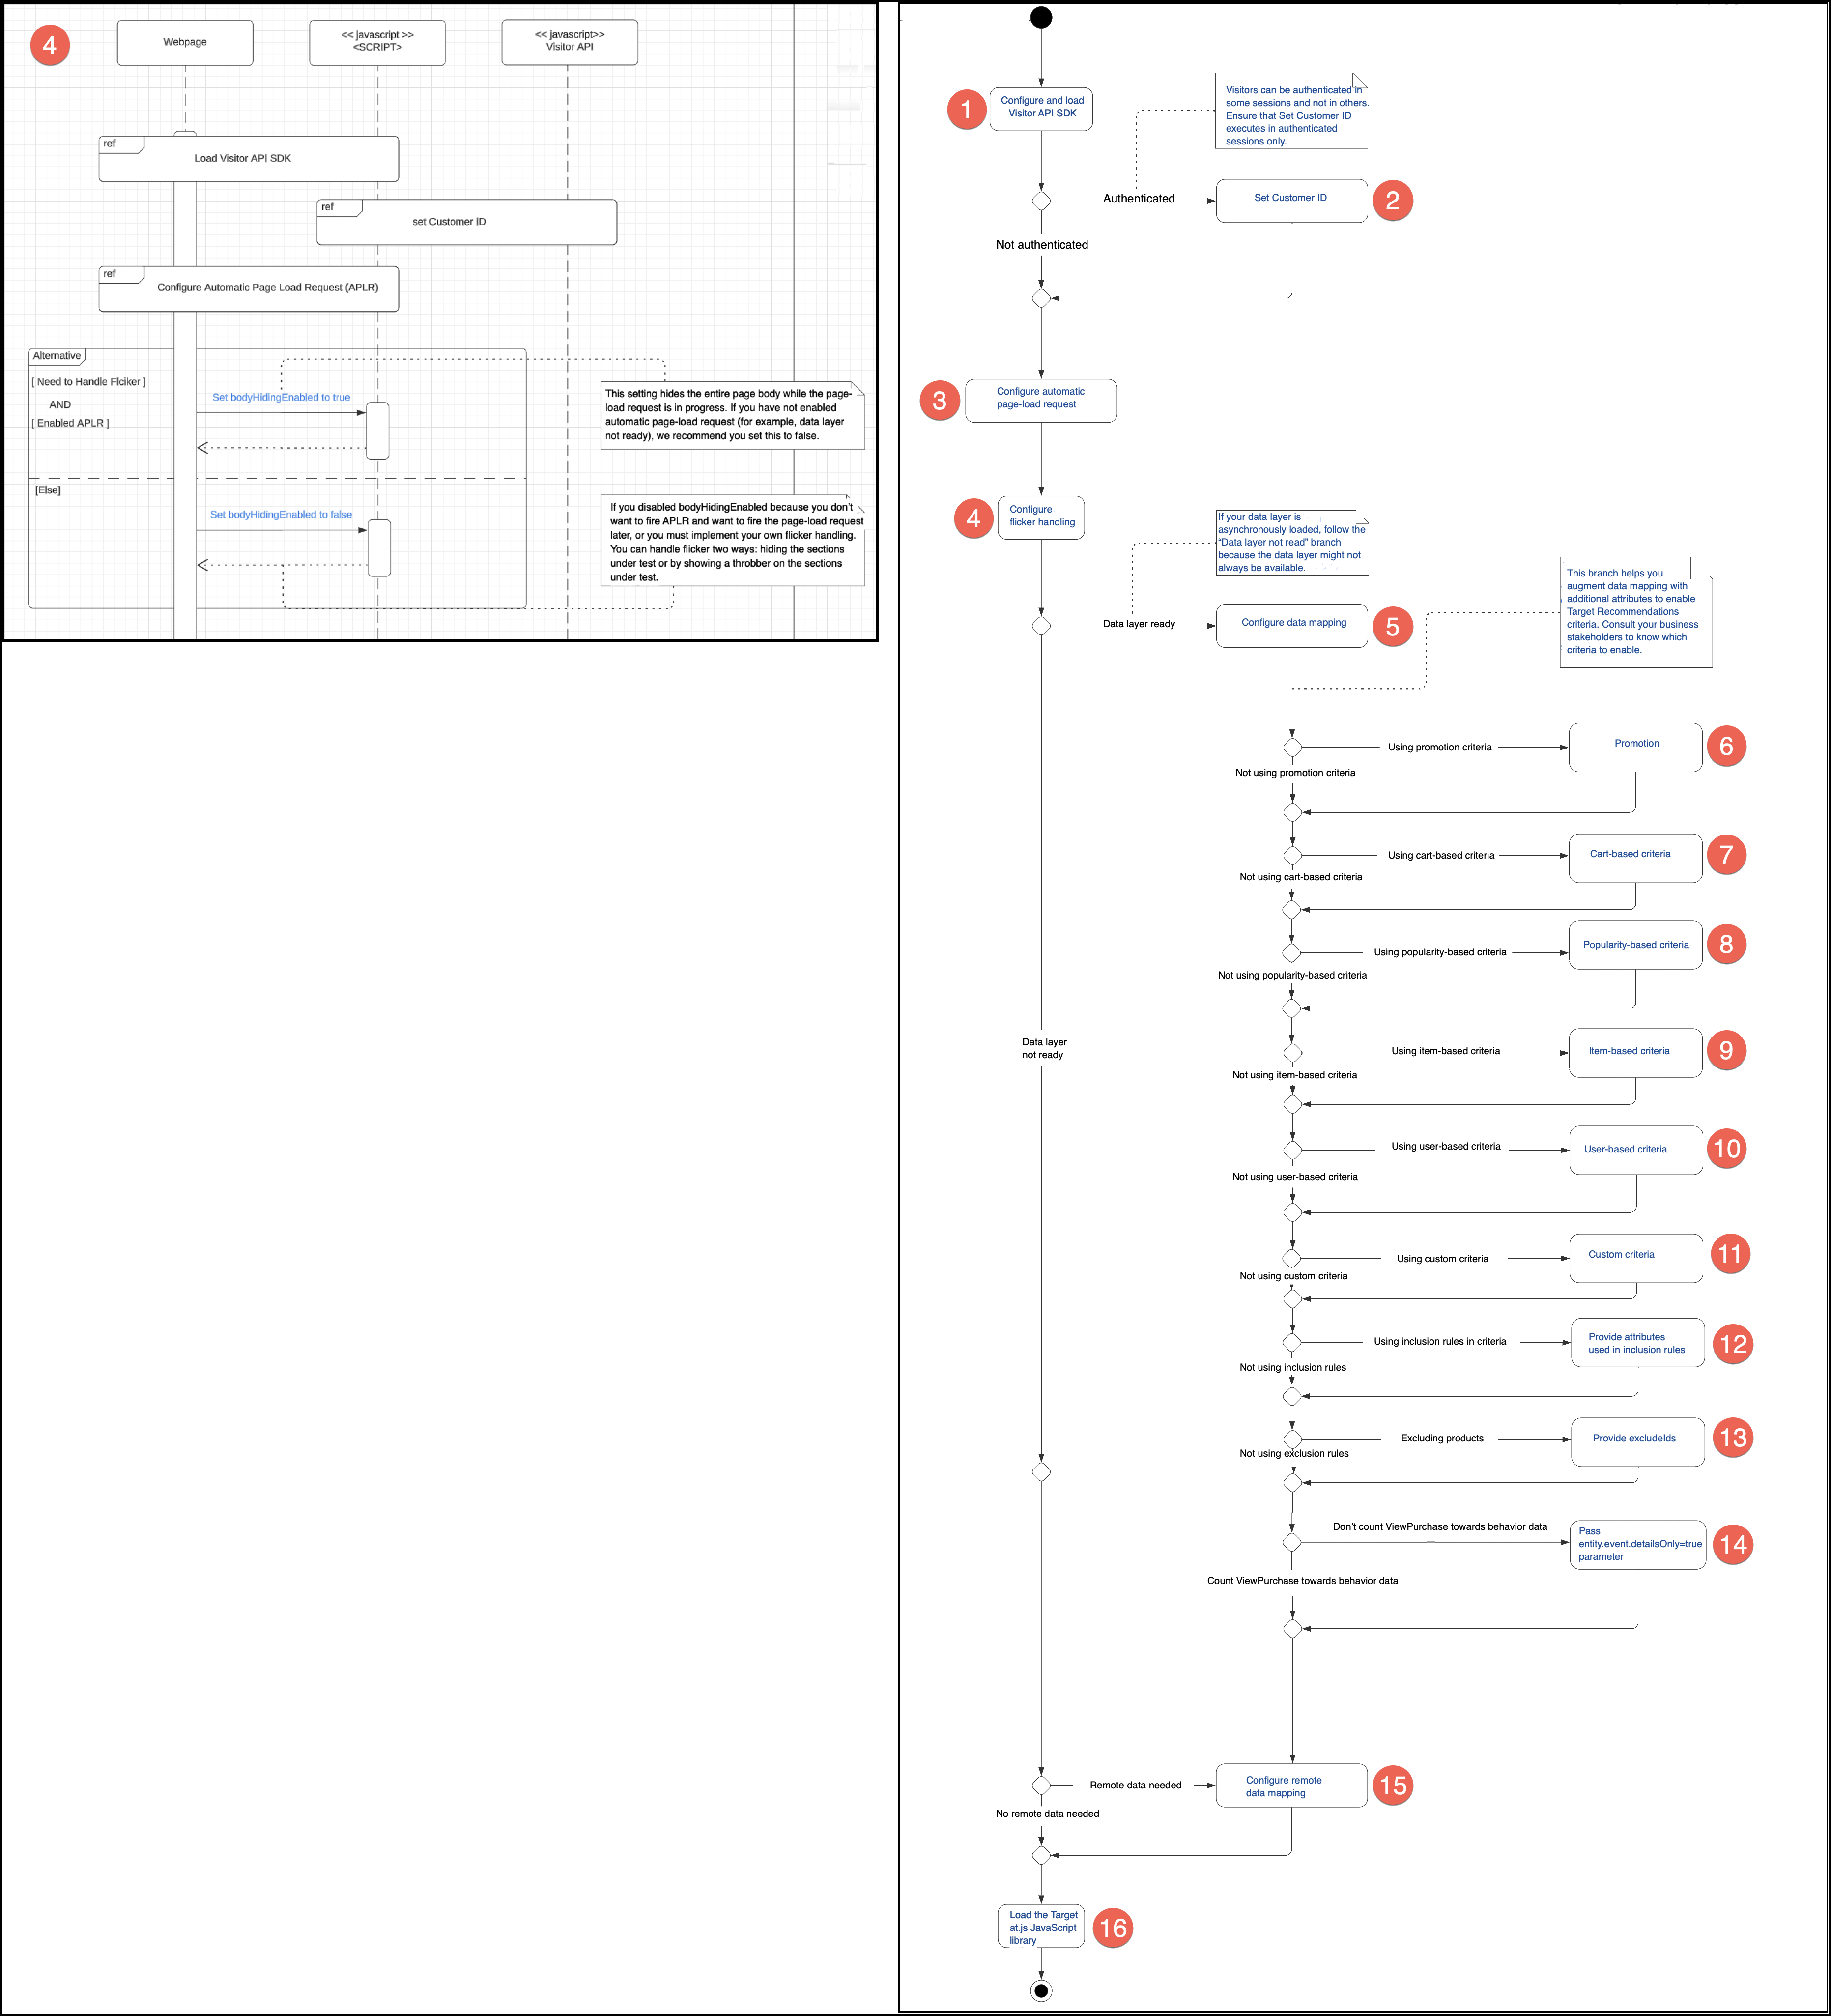 4
Webpage
<< javascript >>
<SCRIPT>
<< javascript>>
Visitor API
ref
Load Visitor API SDK
ref
set Customer ID
ref
Configure Automatic Page Load Request (APLR)
Alternative
[ Need to Handle Flciker ]
AND
[ Enabled APLR ]
Set bodyHidingEnabled to true
This setting hides the entire page body while the page-
load request is in progress. If you have not enabled
automatic page-load request (for example, data layer
not ready), we recommend you set this to false.
[Else]
Set bodyHidingEnabled to false
If you disabled bodyHidingEnabled because you don't
want to fire APLR and want to fire the page-load request
later, or you must implement your own flicker handling.
You can handle flicker two ways: hiding the sections
under test or by showing a throbber on the sections
under test.
1
Configure and load
Visitor API SDK
Visitors can be authenticated in
some sessions and not in others.
Ensure that Set Customer ID
executes in authenticated
sessions only.
Authenticated
Set Customer ID
2
Not authenticated
3
Configure automatic
page-load request
4
Configure
flicker handling
If your data layer is
asynchronously loaded, follow the
“Data layer not read” branch
because the data layer might not
always be available.
Data layer ready
Configure data mapping
5
This branch helps you
augment data mapping with
additional attributes to enable
Target Recommendations
criteria. Consult your business
stakeholders to know which
criteria to enable.
Using promotion criteria
Promotion
6
Not using promotion criteria
Using cart-based criteria
Cart-based criteria
7
Not using cart-based criteria
Using popularity-based criteria
Popularity-based criteria
8
Not using popularity-based criteria
Data layer
not ready
Using item-based criteria
Item-based criteria
9
Not using item-based criteria
Using user-based criteria
User-based criteria
10
Not using user-based criteria
Using custom criteria
Custom criteria
11
Not using custom criteria
Using inclusion rules in criteria
Provide attributes
used in inclusion rules
12
Not using inclusion rules
Excluding products
Provide excludeIds
13
Not using exclusion rules
Don't count ViewPurchase towards behavior data
Pass
entity.event.detailsOnly=true
parameter
14
Count ViewPurchase towards behavior data
Remote data needed
Configure remote
data mapping
15
No remote data needed
Load the Target
at.js JavaScript
library
16